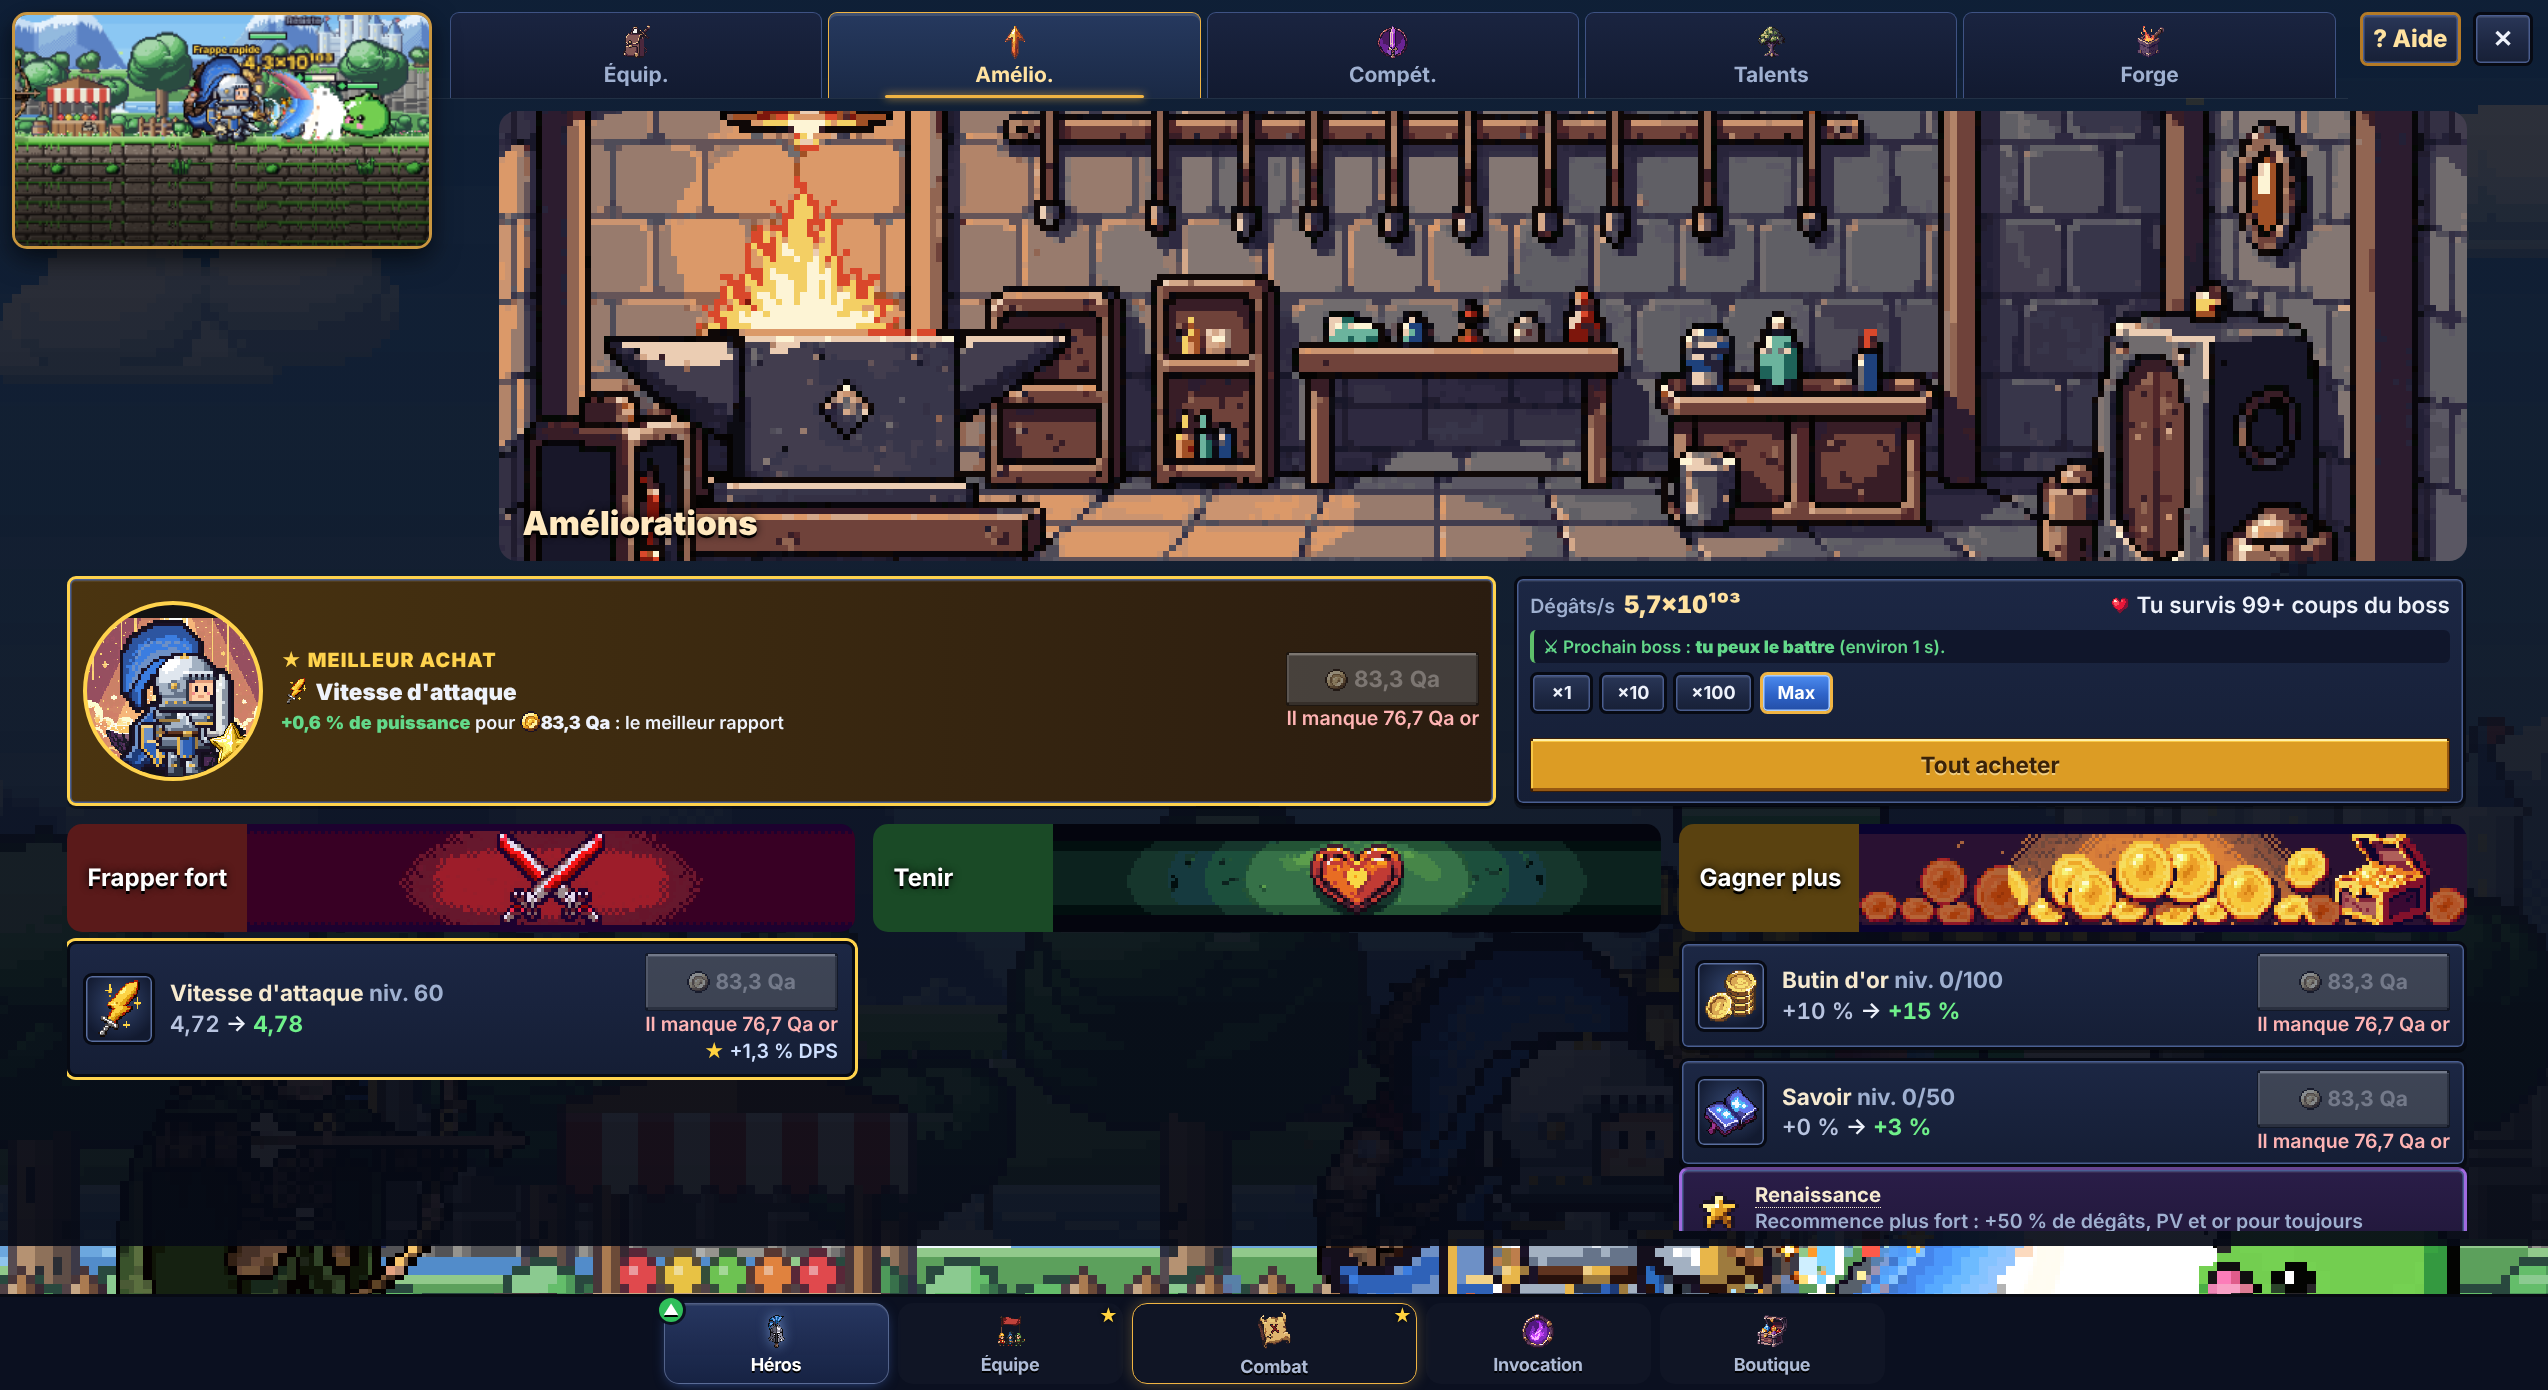 Frappe rapide
4,3×10¹⁰³
Équip.
Amélio.
Compét.
Talents
Forge
? Aide
×
Améliorations
★ MEILLEUR ACHAT
Vitesse d'attaque
+0,6 % de puissance pour 83,3 Qa : le meilleur rapport
83,3 Qa
Il manque 76,7 Qa or
Dégâts/s 5,7×10¹⁰³
Tu survis 99+ coups du boss
Prochain boss : tu peux le battre (environ 1 s).
×1
×10
×100
Max
Tout acheter
Frapper fort
Tenir
Gagner plus
Vitesse d'attaque niv. 60
4,72 → 4,78
83,3 Qa
Il manque 76,7 Qa or
★ +1,3 % DPS
Butin d'or niv. 0/100
+10 % → +15 %
83,3 Qa
Il manque 76,7 Qa or
Savoir niv. 0/50
+0 % → +3 %
83,3 Qa
Il manque 76,7 Qa or
Renaissance
Recommence plus fort : +50 % de dégâts, PV et or pour toujours
Héros
Équipe
Combat
Invocation
Boutique